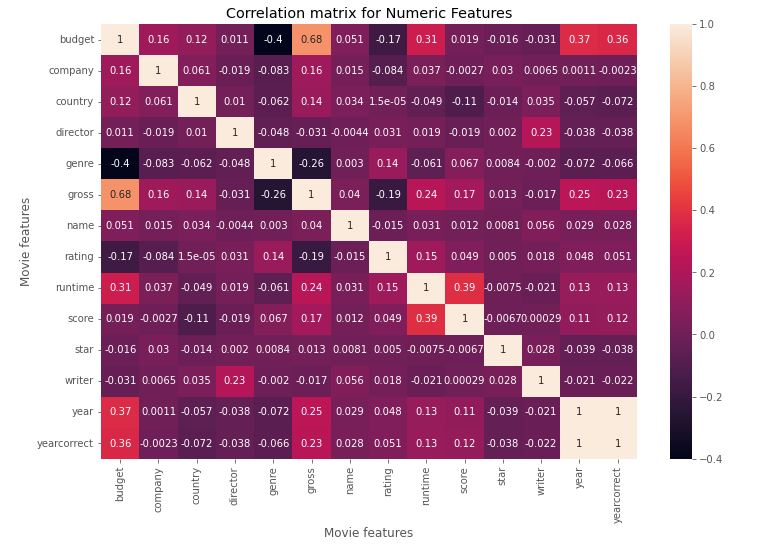 Correlation matrix for Numeric Features
budget 1 0.16 0.12 0.011 -0.4 0.68 0.051 -0.17 0.31 0.019 -0.016 -0.031 0.37 0.36
company 0.16 1 0.061 -0.019 -0.083 0.16 0.015 -0.084 0.037 -0.0027 0.03 0.0065 0.0011 -0.0023
country 0.12 0.061 1 0.01 -0.062 0.14 0.034 1.5e-05 -0.049 -0.11 -0.014 0.035 -0.057 -0.072
director 0.011 -0.019 0.01 1 -0.048 -0.031 -0.0044 0.031 0.019 -0.019 0.002 0.23 -0.038 -0.038
genre -0.4 -0.083 -0.062 -0.048 1 -0.26 0.003 0.14 -0.061 0.067 0.0084 -0.002 -0.072 -0.066
gross 0.68 0.16 0.14 -0.031 -0.26 1 0.04 -0.19 0.24 0.17 0.013 -0.017 0.25 0.23
name 0.051 0.015 0.034 -0.0044 0.003 0.04 1 -0.015 0.031 0.012 0.0081 0.056 0.029 0.028
rating -0.17 -0.084 1.5e-05 0.031 0.14 -0.19 -0.015 1 0.15 0.049 0.005 0.018 0.048 0.051
runtime 0.31 0.037 -0.049 0.019 -0.061 0.24 0.031 0.15 1 0.39 -0.0075 -0.021 0.13 0.13
score 0.019 -0.0027 -0.11 -0.019 0.067 0.17 0.012 0.049 0.39 1 -0.0067 0.00029 0.11 0.12
star -0.016 0.03 -0.014 0.002 0.0084 0.013 0.0081 0.005 -0.0075 -0.0067 1 0.028 -0.039 -0.038
writer -0.031 0.0065 0.035 0.23 -0.002 -0.017 0.056 0.018 -0.021 0.00029 0.028 1 -0.021 -0.022
year 0.37 0.0011 -0.057 -0.038 -0.072 0.25 0.029 0.048 0.13 0.11 -0.039 -0.021 1 1
yearcorrect 0.36 -0.0023 -0.072 -0.038 -0.066 0.23 0.028 0.051 0.13 0.12 -0.038 -0.022 1 1
budget company country director genre gross name rating runtime score star writer year yearcorrect
Movie features
Movie features
1.0
0.8
0.6
0.4
0.2
0.0
−0.2
−0.4